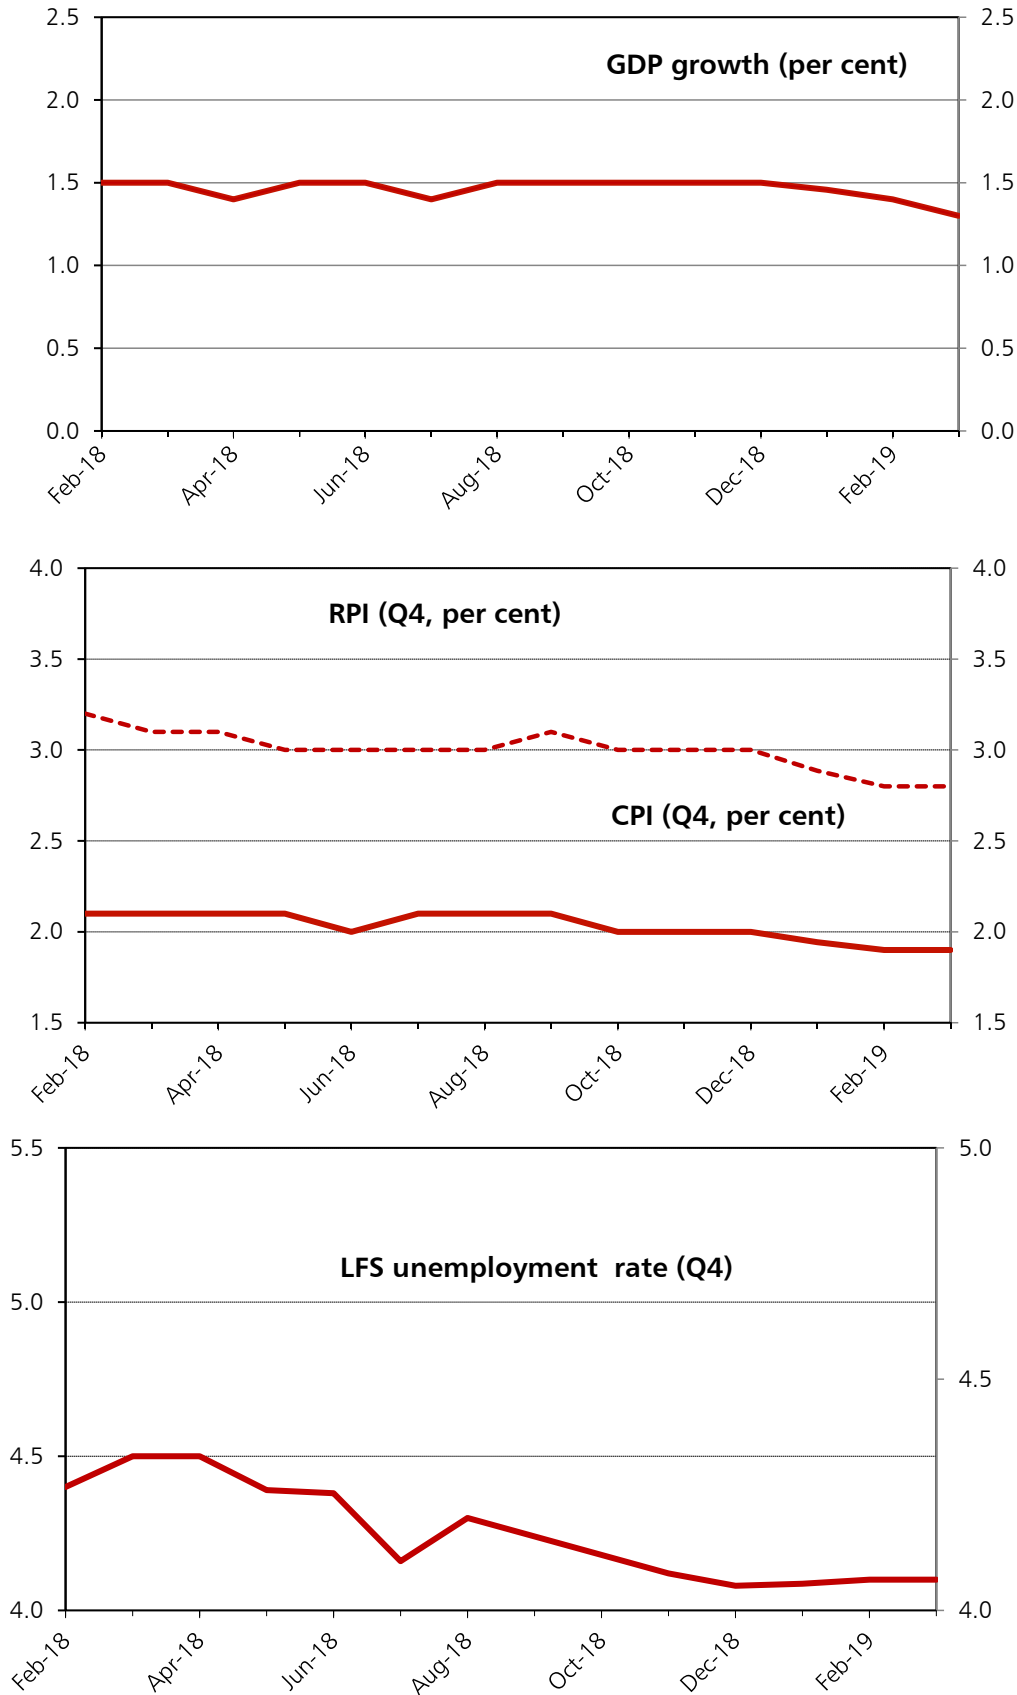 2.5 2.5
GDP growth (per cent)
2.0 2.0
1.5 1.5
1.0 1.0
0.5 0.5
0.0 0.0
Feb-18 Apr-18 Jun-18 Aug-18 Oct-18 Dec-18 Feb-19
4.0 4.0
RPI (Q4, per cent)
3.5 3.5
3.0 3.0
CPI (Q4, per cent)
2.5 2.5
2.0 2.0
1.5 1.5
Feb-18 Apr-18 Jun-18 Aug-18 Oct-18 Dec-18 Feb-19
5.5 5.0
LFS unemployment  rate (Q4)
5.0
4.5
4.5
4.0 4.0
Feb-18 Apr-18 Jun-18 Aug-18 Oct-18 Dec-18 Feb-19